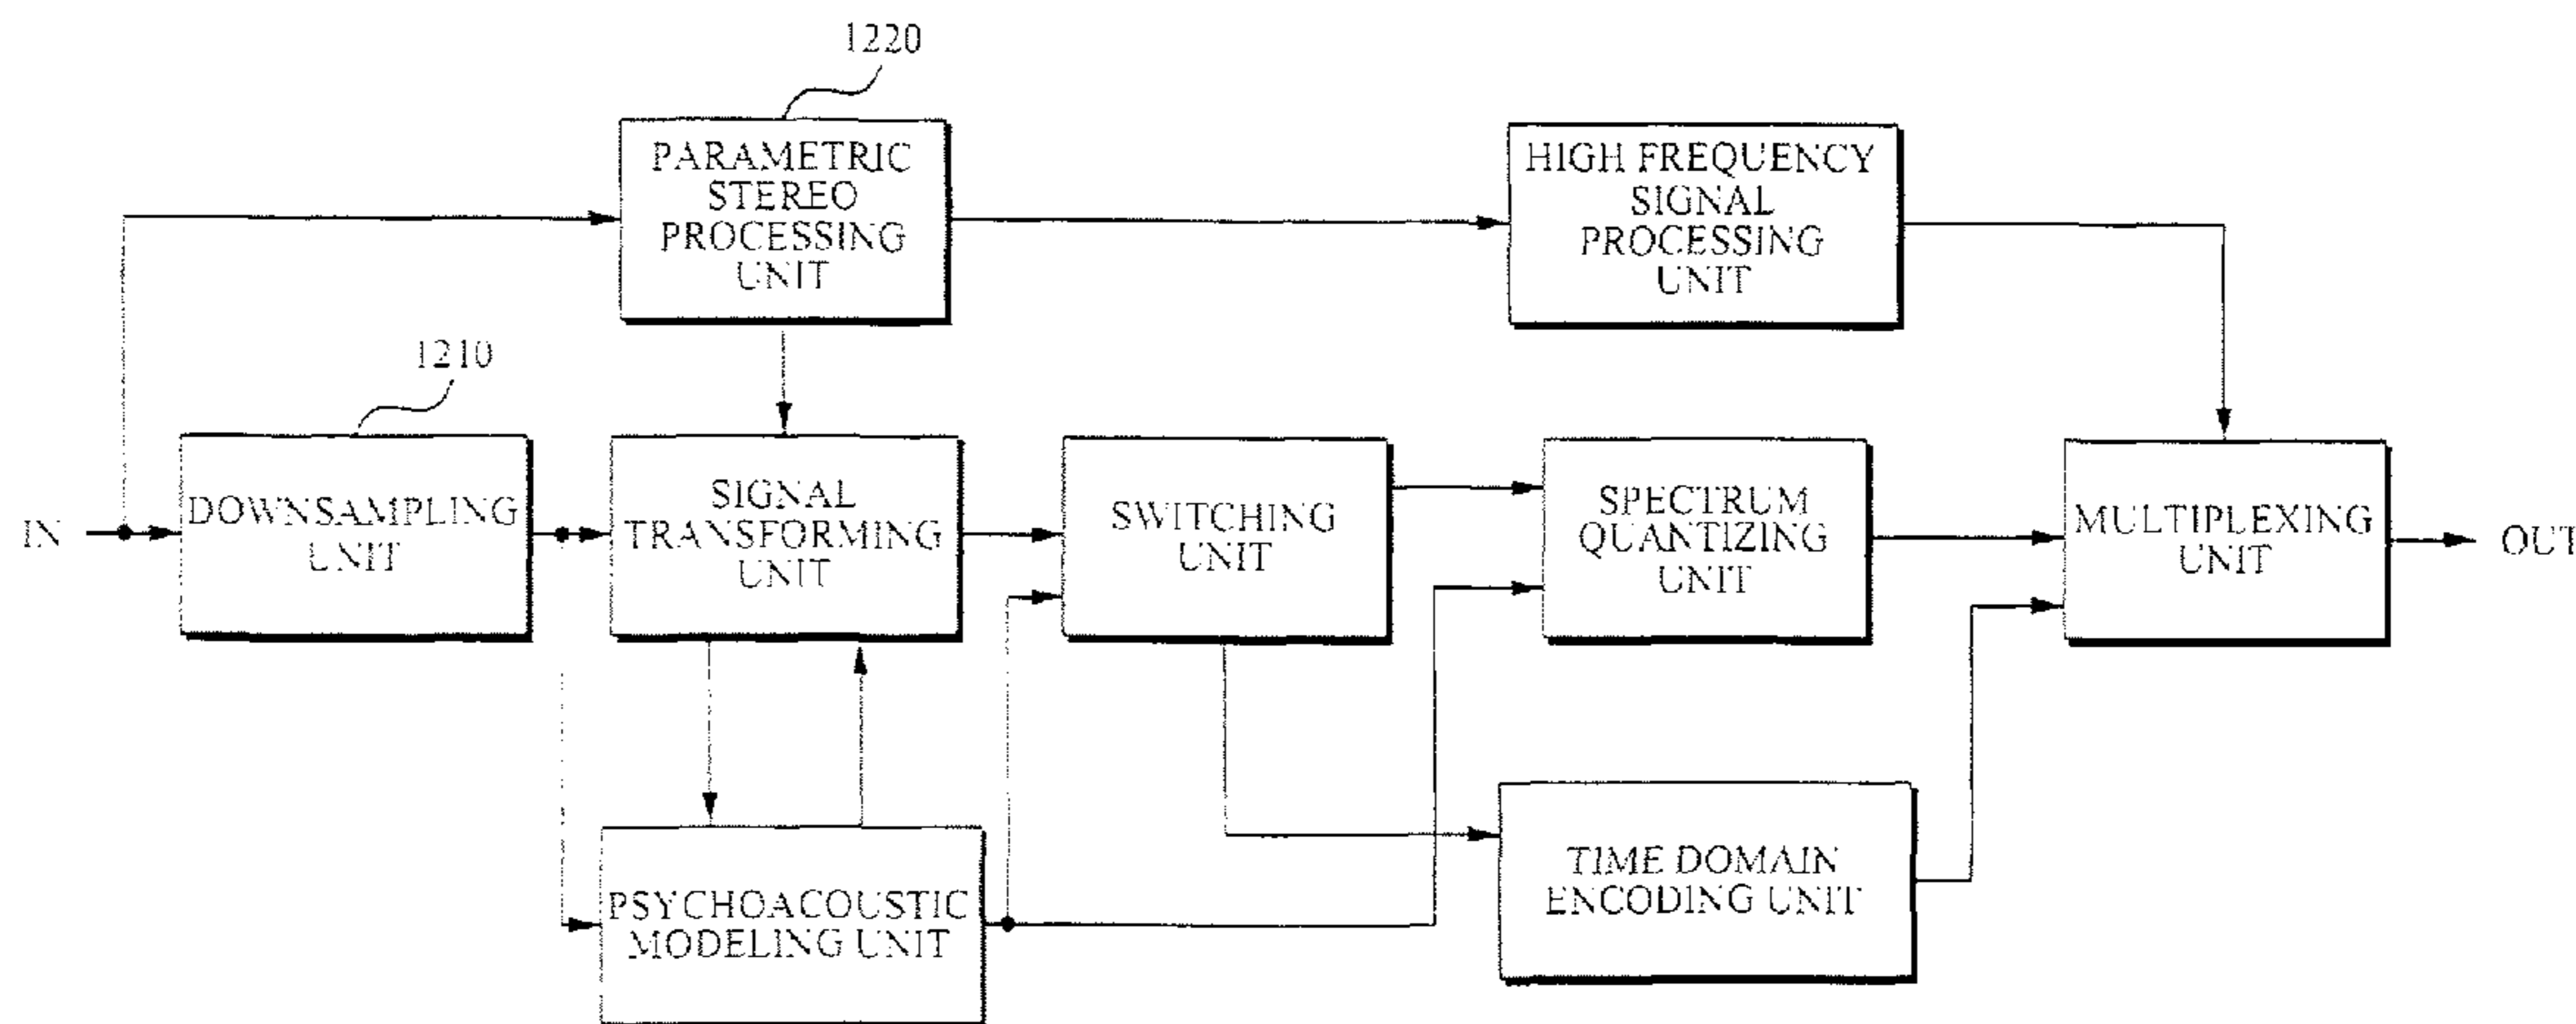 1220
PARAMETRIC
STEREO
PROCESSING
UNIT
HIGH FREQUENCY
SIGNAL
PROCESSING
UNIT
1210
IN
DOWNSAMPLING
UNIT
SIGNAL
TRANSFORMING
UNIT
SWITCHING
UNIT
SPECTRUM
QUANTIZING
UNIT
MULTIPLEXING
UNIT
OUT
PSYCHOACOUSTIC
MODELING UNIT
TIME DOMAIN
ENCODING UNIT